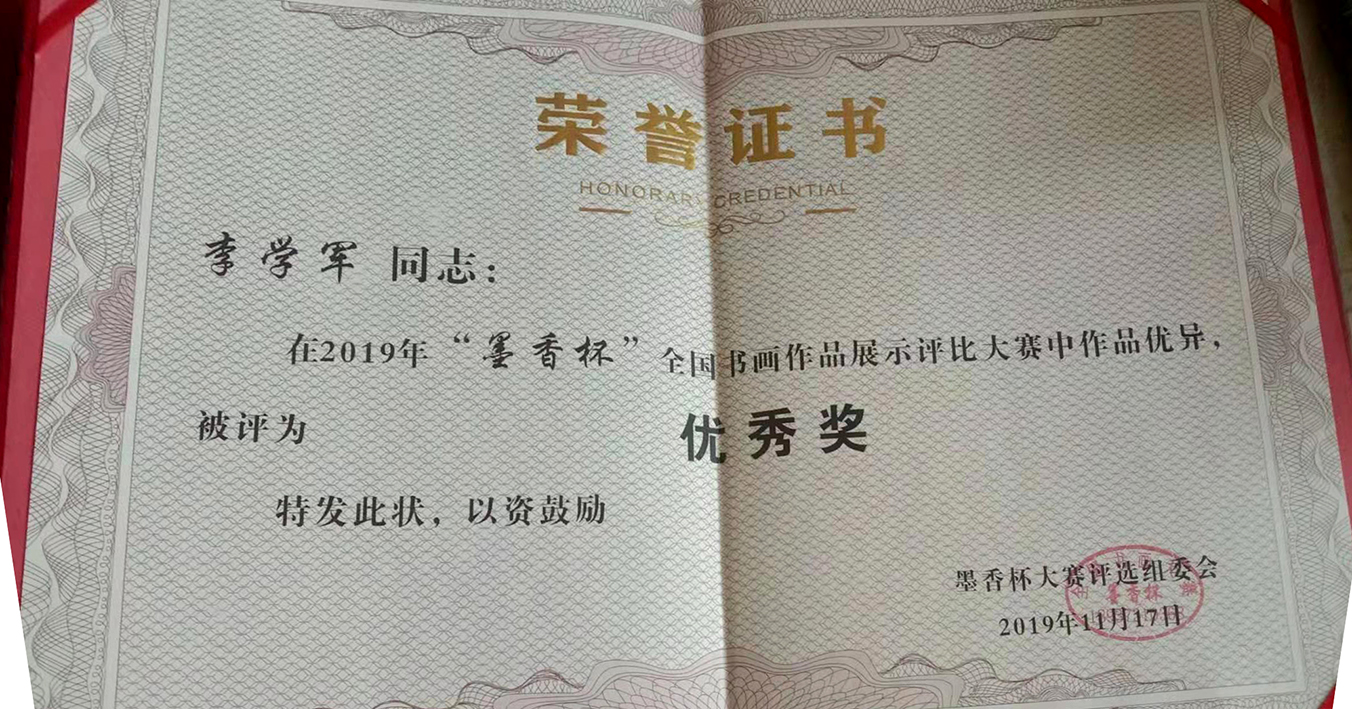 荣誉证书
HONORARY CREDENTIAL
李学军 同志：
在2019年“墨香杯”全国书画作品展示评比大赛中作品优异，
被评为 优秀奖
特发此状，以资鼓励
墨香杯大赛评选组委会
2019年11月17日
墨香杯